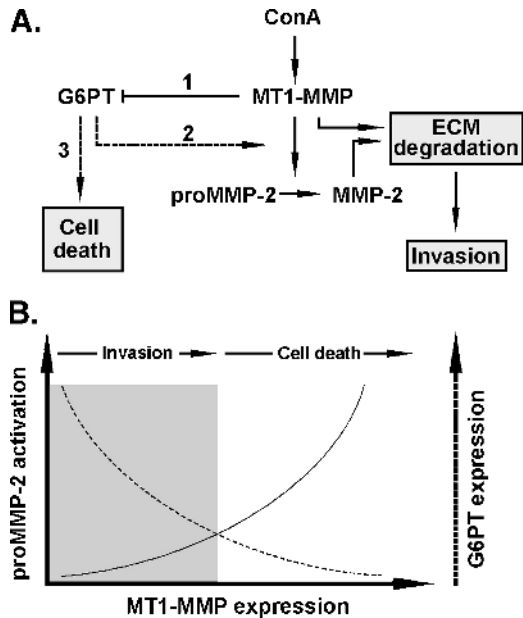 A.
ConA
1
G6PT
MT1-MMP
3
2
ECM
degradation
proMMP-2
MMP-2
Cell
death
Invasion
B.
Invasion
Cell death
proMMP-2 activation
G6PT expression
MT1-MMP expression